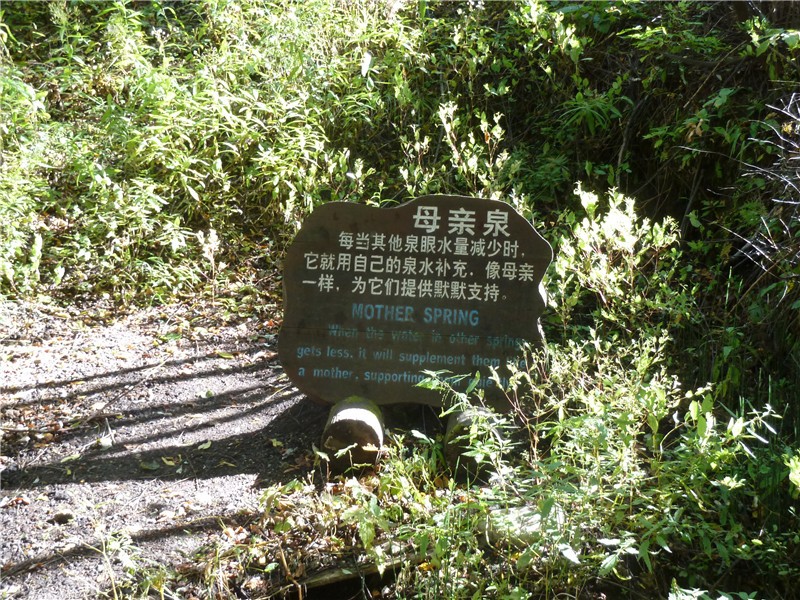 母亲泉
每当其他泉眼水量减少时,
它就用自己的泉水补充,像母亲
一样,为它们提供默默支持。
MOTHER SPRING
When the water in other springs
gets less, it will supplement them like
a mother, supporting